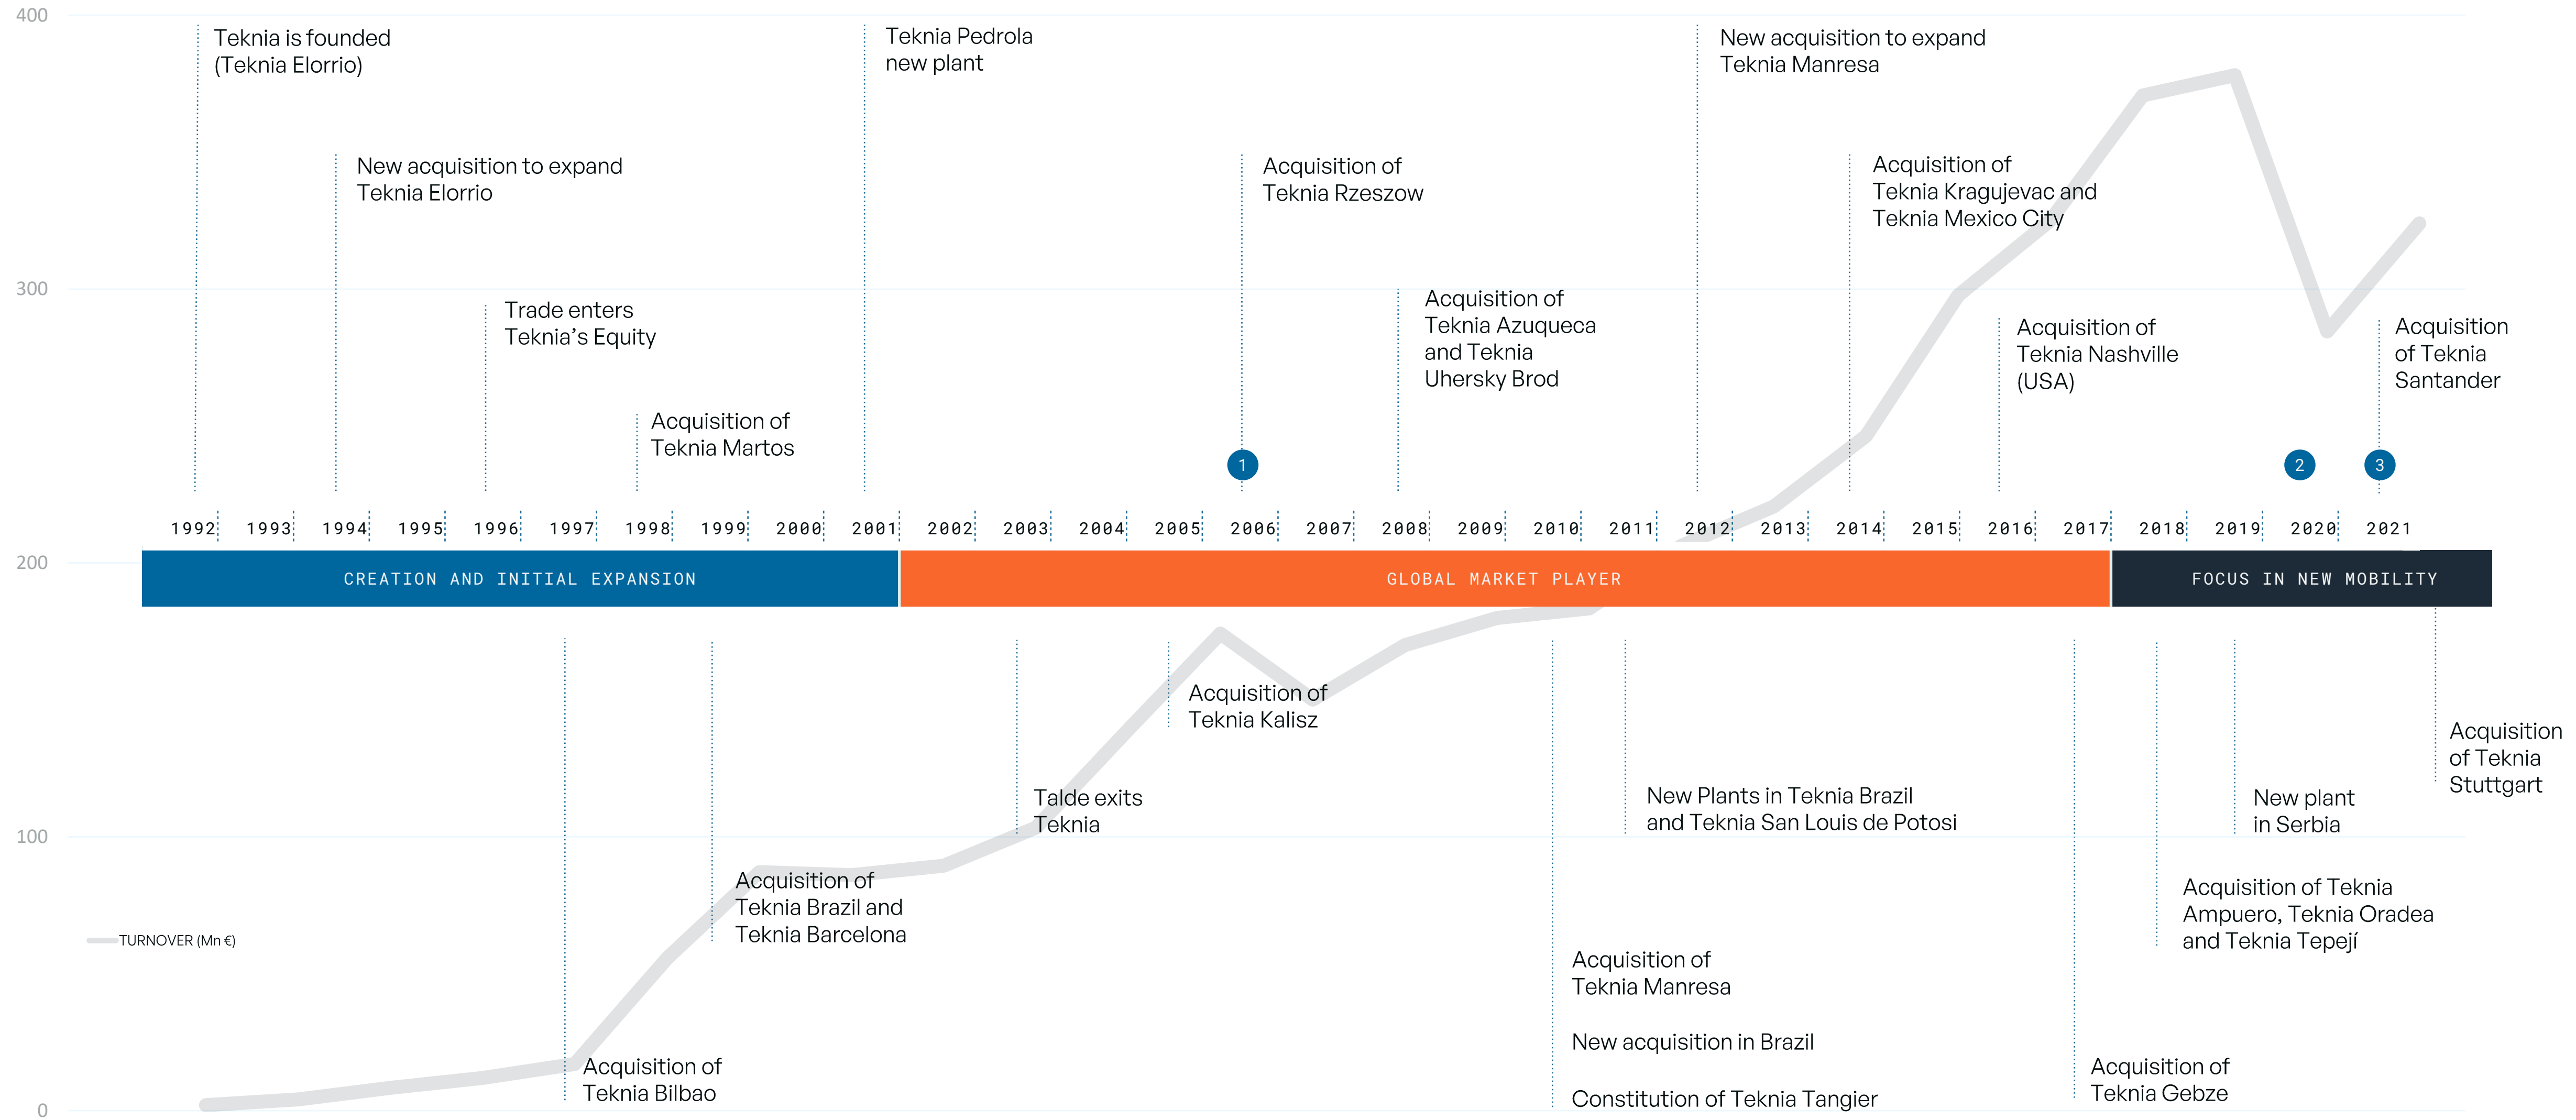 400
Teknia is founded
(Teknia Elorrio)
Teknia Pedrola
new plant
New acquisition to expand
Teknia Manresa
New acquisition to expand
Teknia Elorrio
Acquisition of
Teknia Rzeszow
Acquisition of
Teknia Kragujevac and
Teknia Mexico City
300
Trade enters
Teknia’s Equity
Acquisition of
Teknia Azuqueca
and Teknia
Uhersky Brod
Acquisition of
Teknia Nashville
(USA)
Acquisition
of Teknia
Santander
Acquisition of
Teknia Martos
1
2
3
1992 1993 1994 1995 1996 1997 1998 1999 2000 2001 2002 2003 2004 2005 2006 2007 2008 2009 2010 2011 2012 2013 2014 2015 2016 2017 2018 2019 2020 2021
200
CREATION AND INITIAL EXPANSION
GLOBAL MARKET PLAYER
FOCUS IN NEW MOBILITY
Acquisition of
Teknia Kalisz
Acquisition
of Teknia
Stuttgart
Talde exits
Teknia
New Plants in Teknia Brazil
and Teknia San Louis de Potosi
New plant
in Serbia
100
Acquisition of
Teknia Brazil and
Teknia Barcelona
Acquisition of Teknia
Ampuero, Teknia Oradea
and Teknia Tepejí
TURNOVER (Mn €)
Acquisition of
Teknia Manresa
New acquisition in Brazil
Constitution of Teknia Tangier
Acquisition of
Teknia Bilbao
Acquisition of
Teknia Gebze
0